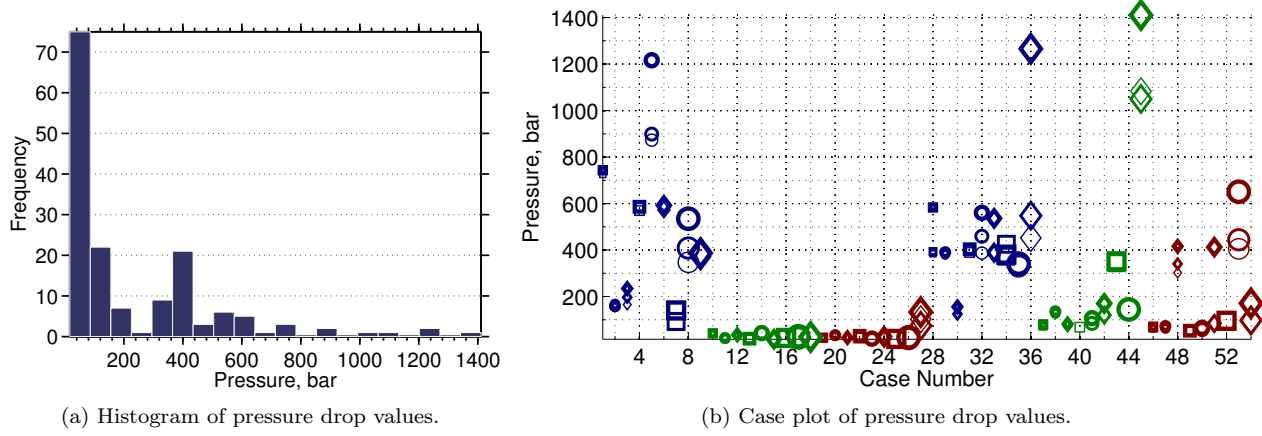 70
60
50
40
30
20
10
0
Frequency
200 400 600 800 1000 1200 1400
Pressure, bar
(a) Histogram of pressure drop values.
1400
1200
1000
800
600
400
200
Pressure, bar
4 8 12 16 20 24 28 32 36 40 44 48 52
Case Number
(b) Case plot of pressure drop values.